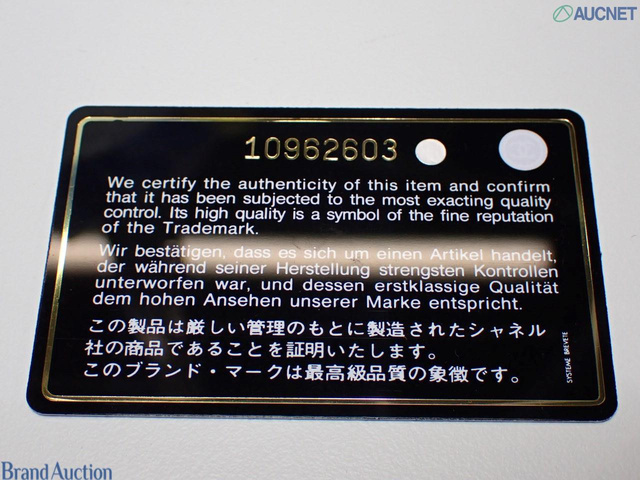 AUCNET
10962603
We certify the authenticity of this item and confirm
that it has been subjected to the most exacting quality
control. Its high quality is a symbol of the fine reputation
of the Trademark.
Wir bestätigen, dass es sich um einen Artikel handelt,
der während seiner Herstellung strengsten Kontrollen
unterworfen war, und dessen erstklassige Qualität
dem hohen Ansehen unserer Marke entspricht.
この製品は厳しい管理のもとに製造されたシャネル
社の商品であることを証明いたします。
このブランド・マークは最高級品質の象徴です。
SYSTEME BREVETE
Brand Auction